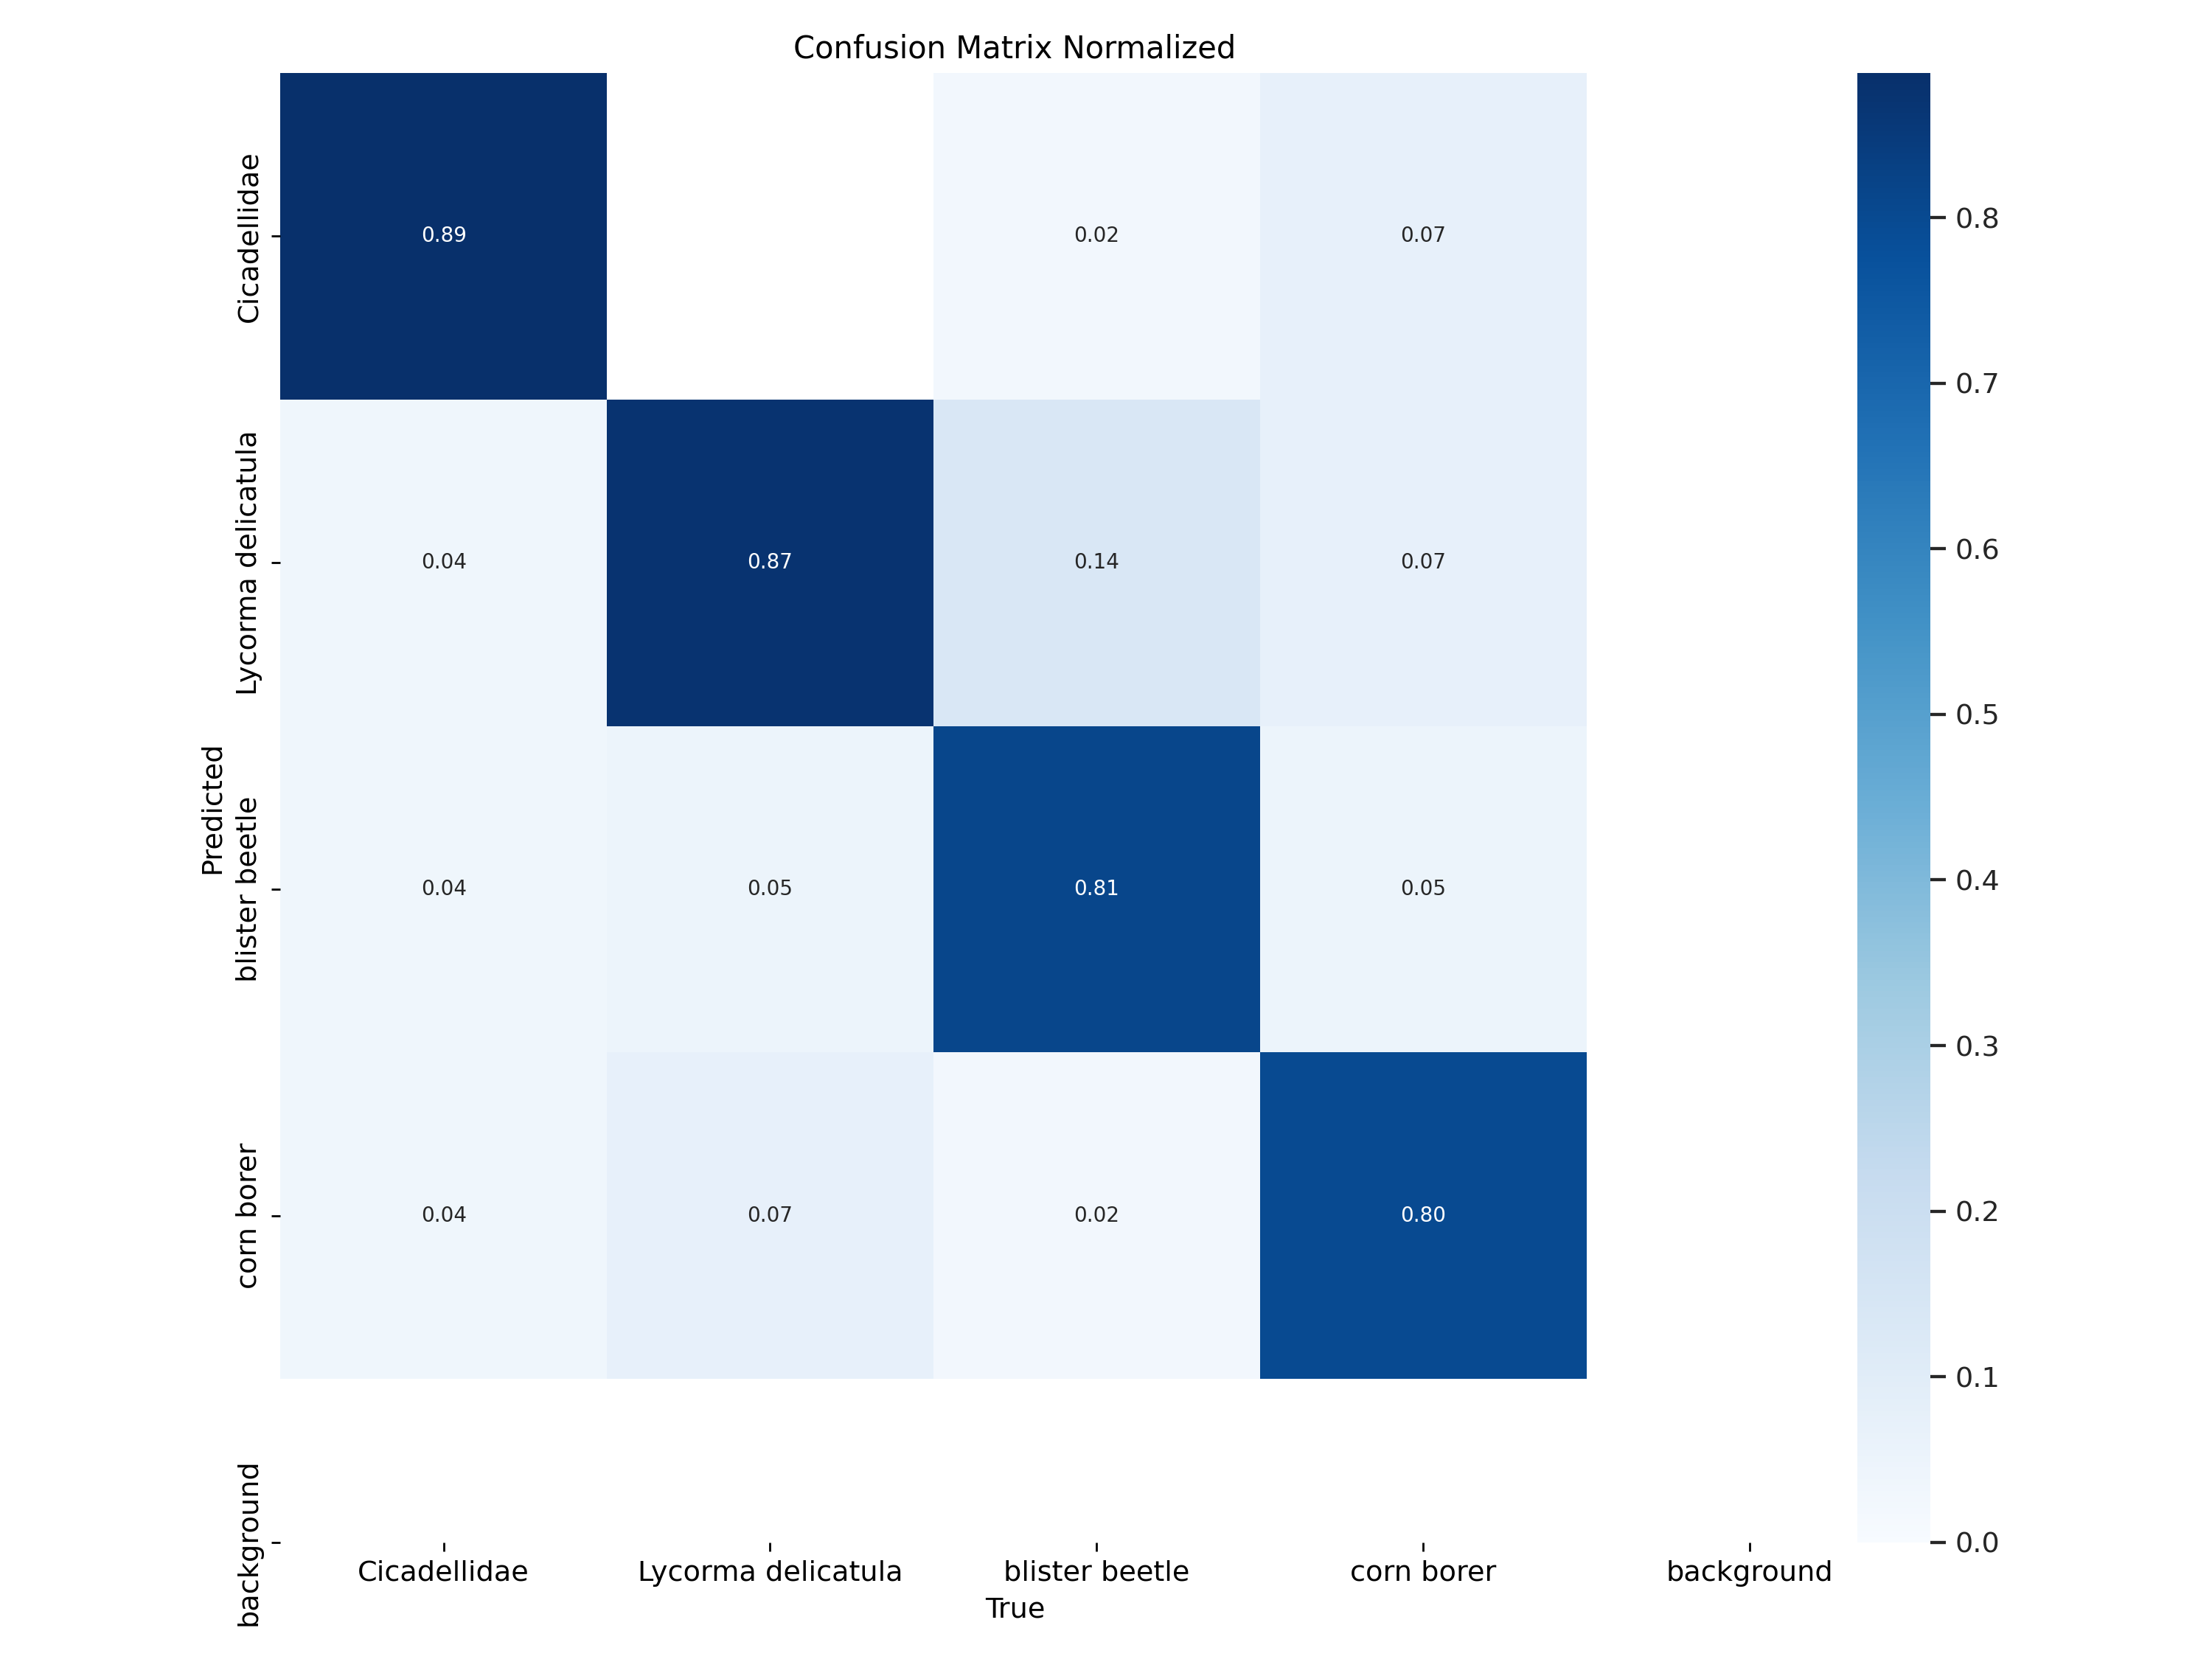 Confusion Matrix Normalized
Predicted
Cicadellidae
0.89
0.02
0.07
Lycorma delicatula
0.04
0.87
0.14
0.07
blister beetle
0.04
0.05
0.81
0.05
corn borer
0.04
0.07
0.02
0.80
background
Cicadellidae
Lycorma delicatula
blister beetle
corn borer
background
True
0.8
0.7
0.6
0.5
0.4
0.3
0.2
0.1
0.0